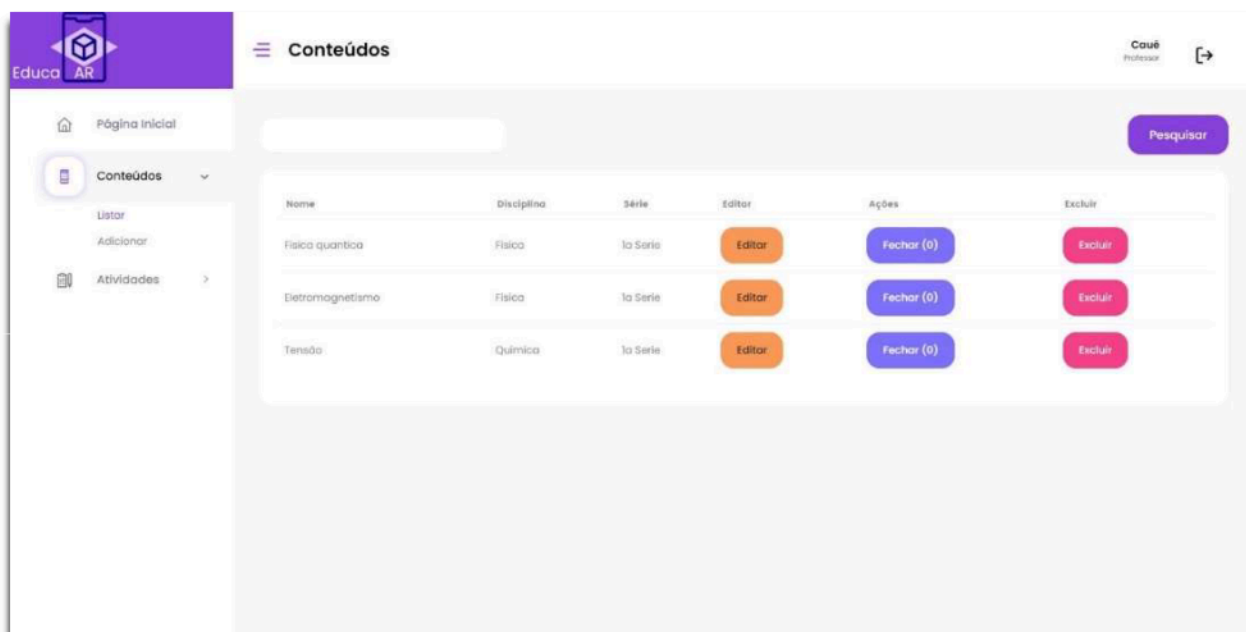 Educa AR
Conteúdos
Cauê
Professor
Página Inicial
Conteúdos
Listar
Adicionar
Atividades
Pesquisar
Nome Disciplina Série Editar Ações Excluir
Fisica quantica Fisica 1a Serie Editar Fechar (0) Excluir
Eletromagnetismo Fisica 1a Serie Editar Fechar (0) Excluir
Tensão Quimica 1a Serie Editar Fechar (0) Excluir